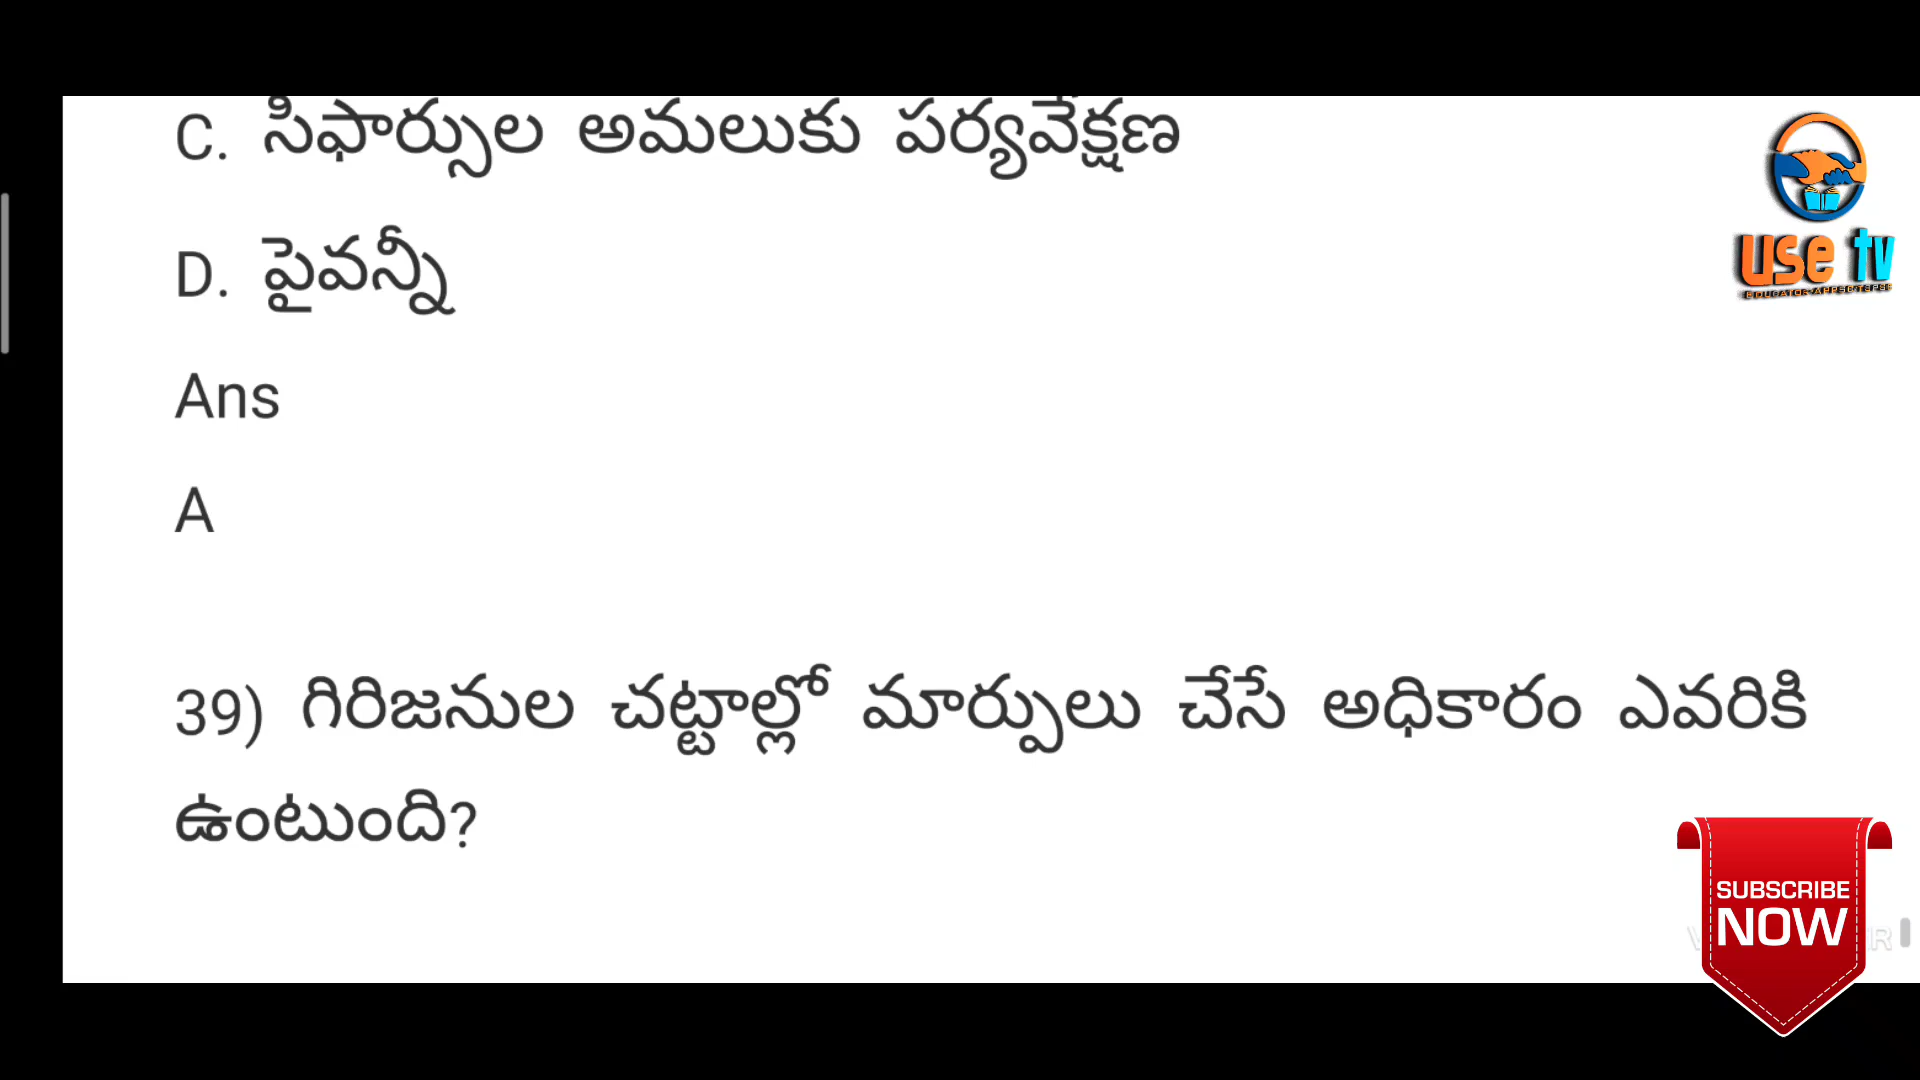 C. సిఫార్సుల అమలుకు పర్యవేక్షణ
D. పైవన్నీ
Ans
A
39) గిరిజనుల చట్టాల్లో మార్పులు చేసే అధికారం ఎవరికి
ఉంటుంది?
use tv
SUBSCRIBE
NOW